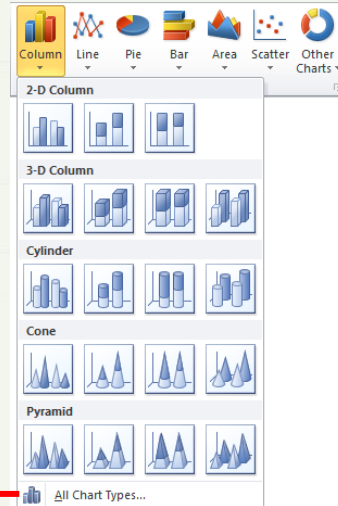 Column Line Pie Bar Area Scatter Other
Charts
2-D Column
3-D Column
Cylinder
Cone
Pyramid
All Chart Types...